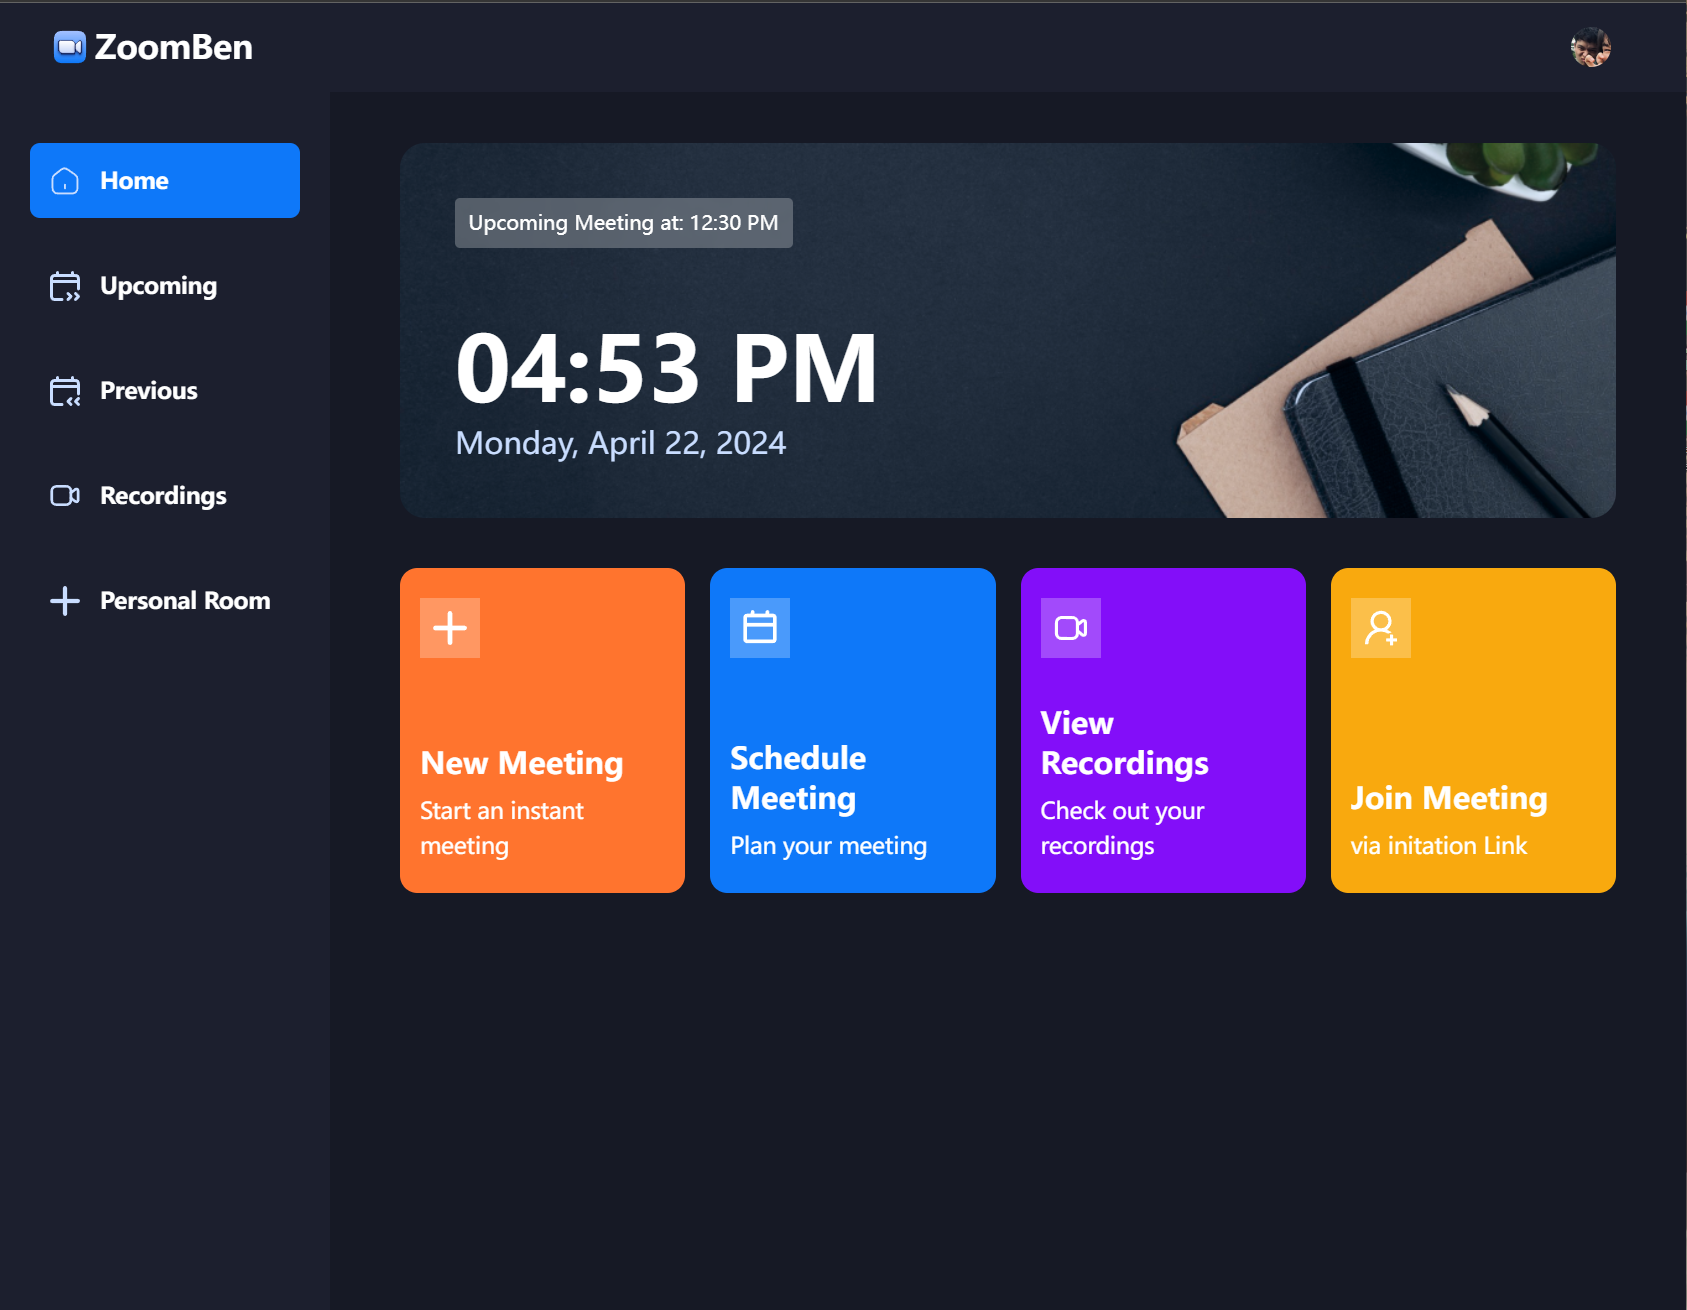 ZoomBen
Home
Upcoming
Previous
Recordings
Personal Room
Upcoming Meeting at: 12:30 PM
04:53 PM
Monday, April 22, 2024
New Meeting
Start an instant
meeting
Schedule
Meeting
Plan your meeting
View
Recordings
Check out your
recordings
Join Meeting
via initation Link